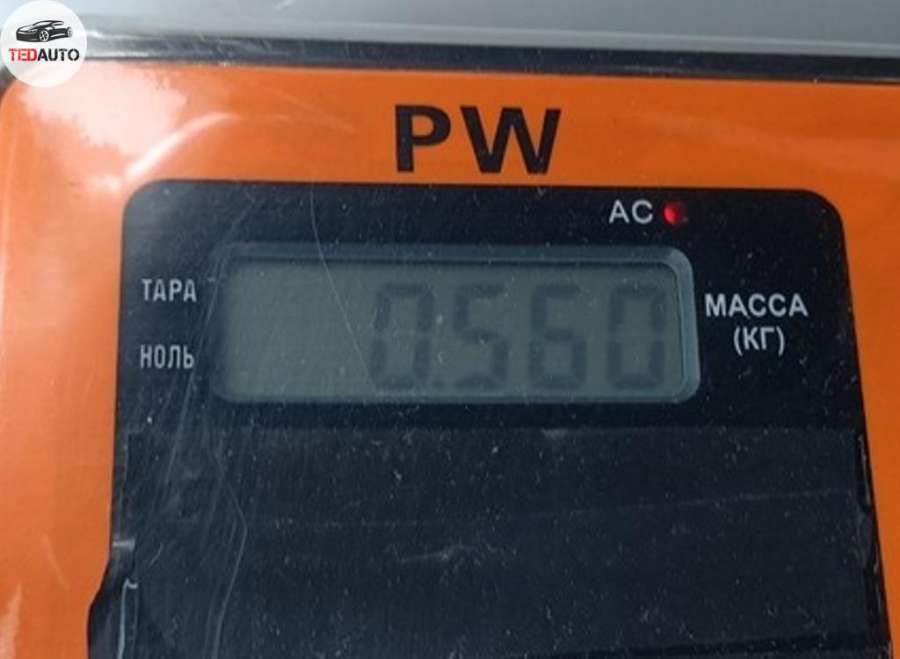 TEDAUTO
PW
AC
ТАРА
0.560
МАССА
(КГ)
НОЛЬ